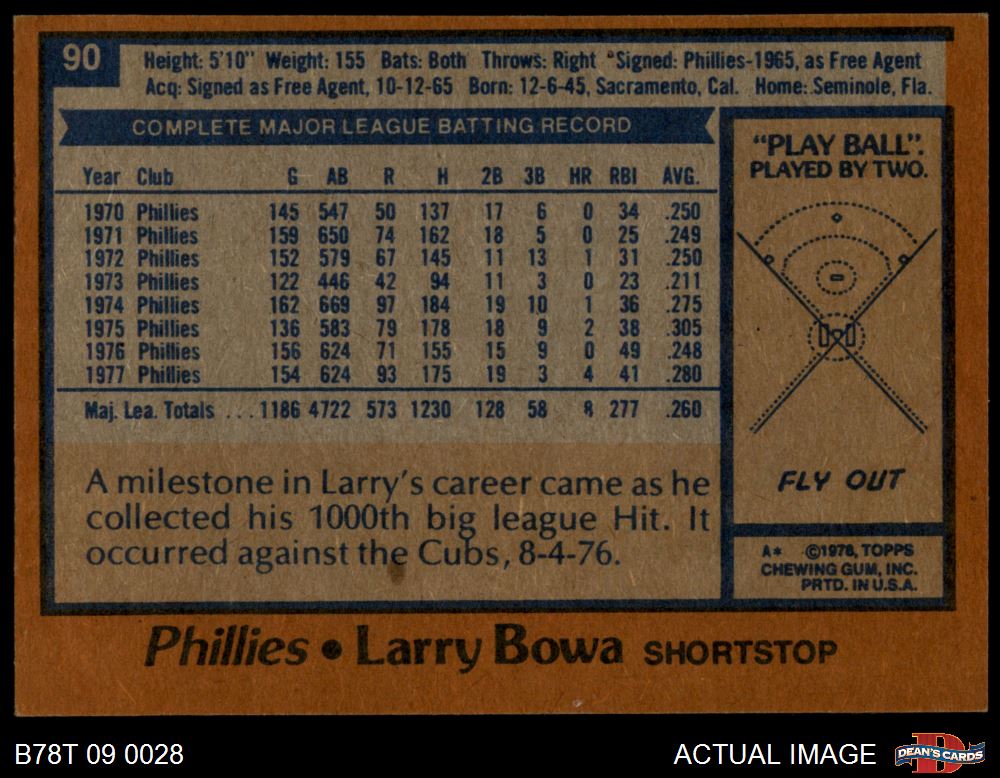 90
Height: 5'10" Weight: 155 Bats: Both Throws: Right "Signed: Phillies-1965, as Free Agent
Acq: Signed as Free Agent, 10-12-65 Born: 12-6-45, Sacramento, Cal. Home: Seminole, Fla.
COMPLETE MAJOR LEAGUE BATTING RECORD
Year Club G AB R H 2B 3B HR RBI AVG.
1970 Phillies 145 547 50 137 17 6 0 34 .250
1971 Phillies 159 650 74 162 18 5 0 25 .249
1972 Phillies 152 579 67 145 11 13 1 31 .250
1973 Phillies 122 446 42 94 11 3 0 23 .211
1974 Phillies 162 669 97 184 19 10 1 36 .275
1975 Phillies 136 583 79 178 18 9 2 38 .305
1976 Phillies 156 624 71 155 15 9 0 49 .248
1977 Phillies 154 624 93 175 19 3 4 41 .280
Maj. Lea. Totals ... 1186 4722 573 1230 128 58 8 277 .260
A milestone in Larry's career came as he
collected his 1000th big league Hit. It
occurred against the Cubs, 8-4-76.
"PLAY BALL".
PLAYED BY TWO.
FLY OUT
A* ©1978, TOPPS
CHEWING GUM, INC.
PRTD. IN U.S.A.
Phillies • Larry Bowa SHORTSTOP
B78T 09 0028
ACTUAL IMAGE
DEAN'S CARDS